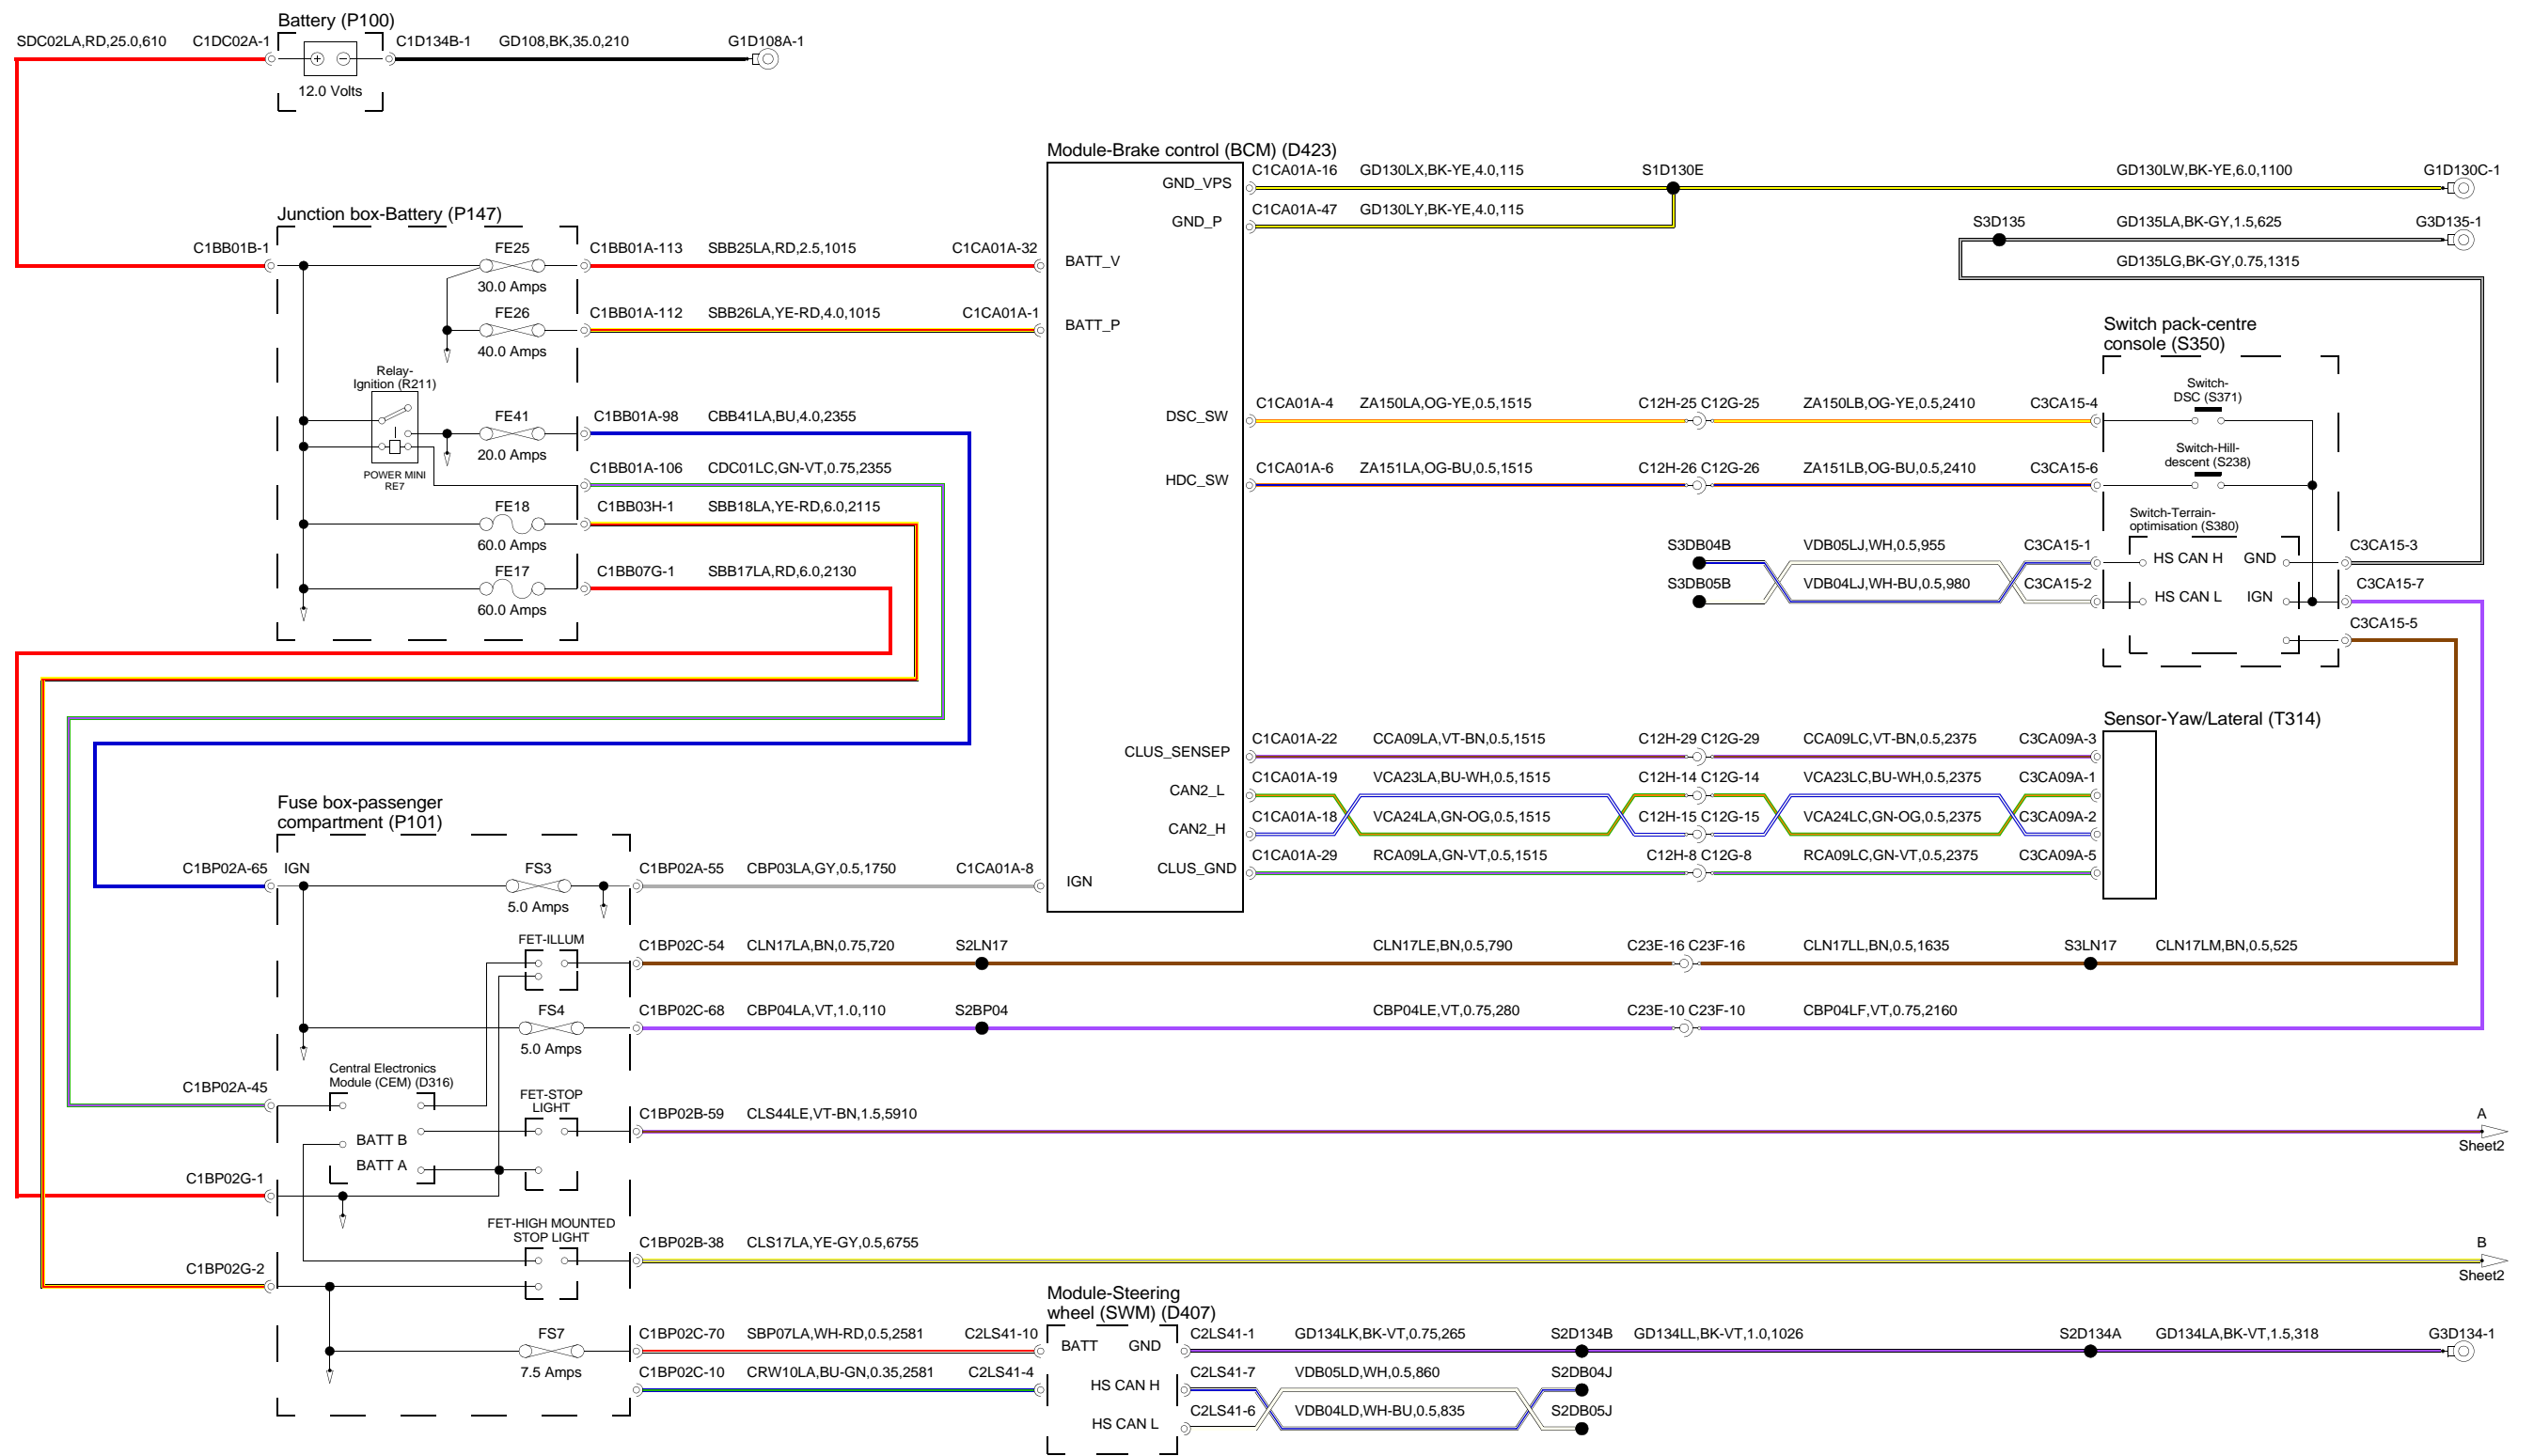 Battery (P100)
SDC02LA,RD,25.0,610
C1DC02A-1
C1D134B-1
GD108,BK,35.0,210
G1D108A-1
12.0 Volts
Module-Brake control (BCM) (D423)
GND_VPS
C1CA01A-16
GD130LX,BK-YE,4.0,115
S1D130E
GD130LW,BK-YE,6.0,1100
G1D130C-1
GND_P
C1CA01A-47
GD130LY,BK-YE,4.0,115
S3D135
GD135LA,BK-GY,1.5,625
G3D135-1
GD135LG,BK-GY,0.75,1315
Junction box-Battery (P147)
C1BB01B-1
FE25
30.0 Amps
C1BB01A-113
SBB25LA,RD,2.5,1015
C1CA01A-32
BATT_V
FE26
40.0 Amps
C1BB01A-112
SBB26LA,YE-RD,4.0,1015
C1CA01A-1
BATT_P
Relay-
Ignition (R211)
POWER MINI
RE7
FE41
20.0 Amps
C1BB01A-98
CBB41LA,BU,4.0,2355
C1BB01A-106
CDC01LC,GN-VT,0.75,2355
FE18
60.0 Amps
C1BB03H-1
SBB18LA,YE-RD,6.0,2115
FE17
60.0 Amps
C1BB07G-1
SBB17LA,RD,6.0,2130
Switch pack-centre
console (S350)
Switch-
DSC (S371)
DSC_SW
C1CA01A-4
ZA150LA,OG-YE,0.5,1515
C12H-25 C12G-25
ZA150LB,OG-YE,0.5,2410
C3CA15-4
Switch-Hill-
descent (S238)
HDC_SW
C1CA01A-6
ZA151LA,OG-BU,0.5,1515
C12H-26 C12G-26
ZA151LB,OG-BU,0.5,2410
C3CA15-6
Switch-Terrain-
optimisation (S380)
S3DB04B
VDB05LJ,WH,0.5,955
C3CA15-1
HS CAN H
GND
C3CA15-3
S3DB05B
VDB04LJ,WH-BU,0.5,980
C3CA15-2
HS CAN L
IGN
C3CA15-7
C3CA15-5
Sensor-Yaw/Lateral (T314)
CLUS_SENSEP
C1CA01A-22
CCA09LA,VT-BN,0.5,1515
C12H-29 C12G-29
CCA09LC,VT-BN,0.5,2375
C3CA09A-3
CAN2_L
C1CA01A-19
VCA23LA,BU-WH,0.5,1515
C12H-14 C12G-14
VCA23LC,BU-WH,0.5,2375
C3CA09A-1
CAN2_H
C1CA01A-18
VCA24LA,GN-OG,0.5,1515
C12H-15 C12G-15
VCA24LC,GN-OG,0.5,2375
C3CA09A-2
CLUS_GND
C1CA01A-29
RCA09LA,GN-VT,0.5,1515
C12H-8 C12G-8
RCA09LC,GN-VT,0.5,2375
C3CA09A-5
Fuse box-passenger
compartment (P101)
C1BP02A-65
IGN
FS3
5.0 Amps
C1BP02A-55
CBP03LA,GY,0.5,1750
C1CA01A-8
IGN
FET-ILLUM
C1BP02C-54
CLN17LA,BN,0.75,720
S2LN17
CLN17LE,BN,0.5,790
C23E-16 C23F-16
CLN17LL,BN,0.5,1635
S3LN17
CLN17LM,BN,0.5,525
FS4
5.0 Amps
C1BP02C-68
CBP04LA,VT,1.0,110
S2BP04
CBP04LE,VT,0.75,280
C23E-10 C23F-10
CBP04LF,VT,0.75,2160
C1BP02A-45
Central Electronics
Module (CEM) (D316)
BATT B
BATT A
FET-STOP
LIGHT
C1BP02B-59
CLS44LE,VT-BN,1.5,5910
A
Sheet2
C1BP02G-1
FET-HIGH MOUNTED
STOP LIGHT
C1BP02B-38
CLS17LA,YE-GY,0.5,6755
B
Sheet2
C1BP02G-2
Module-Steering
wheel (SWM) (D407)
FS7
7.5 Amps
C1BP02C-70
SBP07LA,WH-RD,0.5,2581
C2LS41-10
BATT
GND
C2LS41-1
GD134LK,BK-VT,0.75,265
S2D134B
GD134LL,BK-VT,1.0,1026
S2D134A
GD134LA,BK-VT,1.5,318
G3D134-1
C1BP02C-10
CRW10LA,BU-GN,0.35,2581
C2LS41-4
HS CAN H
C2LS41-7
VDB05LD,WH,0.5,860
S2DB04J
HS CAN L
C2LS41-6
VDB04LD,WH-BU,0.5,835
S2DB05J